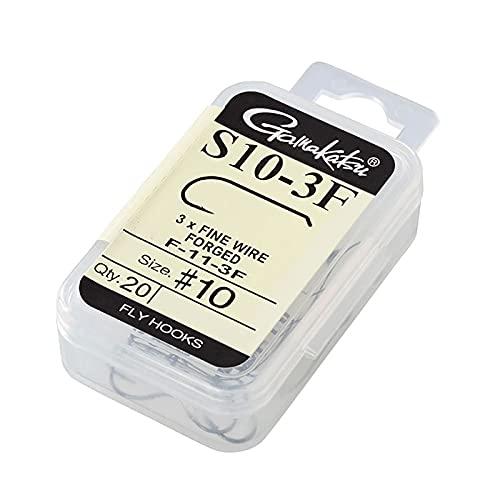 Gamakatsu®
S10-3F
3 x FINE WIRE
FORGED
F-11-3F
Qty. 20 Size. #10
FLY HOOKS